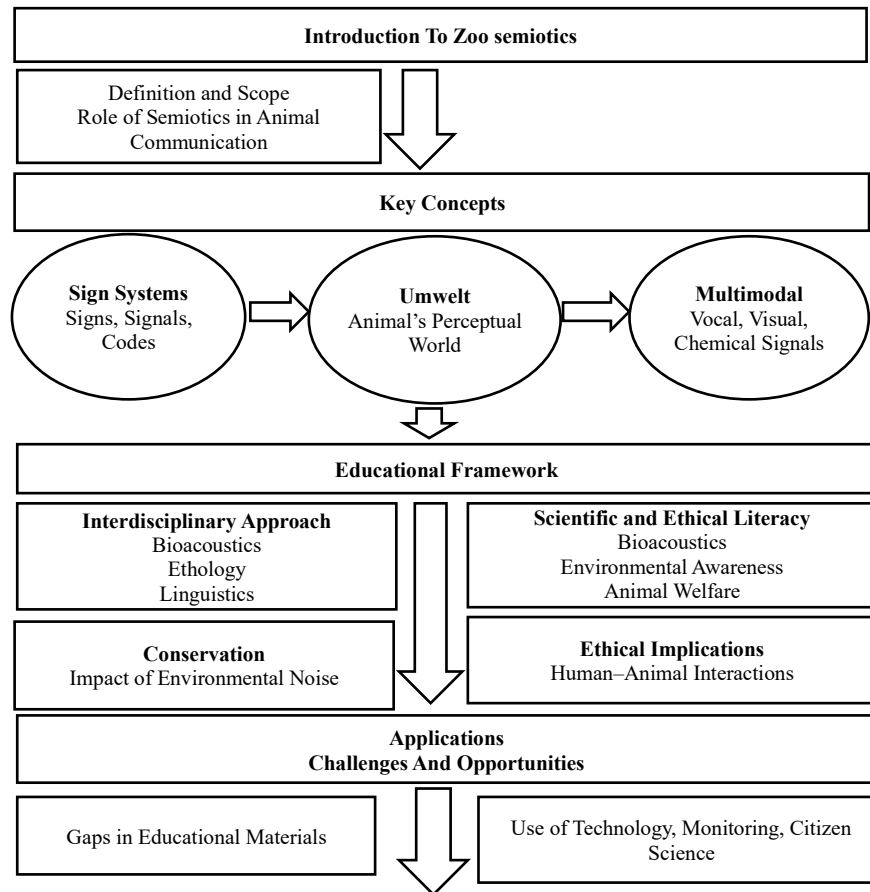 Introduction To Zoo semiotics
Definition and Scope
Role of Semiotics in Animal
Communication
Key Concepts
Sign Systems
Signs, Signals,
Codes
Umwelt
Animal’s Perceptual
World
Multimodal
Vocal, Visual,
Chemical Signals
Educational Framework
Interdisciplinary Approach
Bioacoustics
Ethology
Linguistics
Scientific and Ethical Literacy
Bioacoustics
Environmental Awareness
Animal Welfare
Conservation
Impact of Environmental Noise
Ethical Implications
Human–Animal Interactions
Applications
Challenges And Opportunities
Gaps in Educational Materials
Use of Technology, Monitoring, Citizen
Science